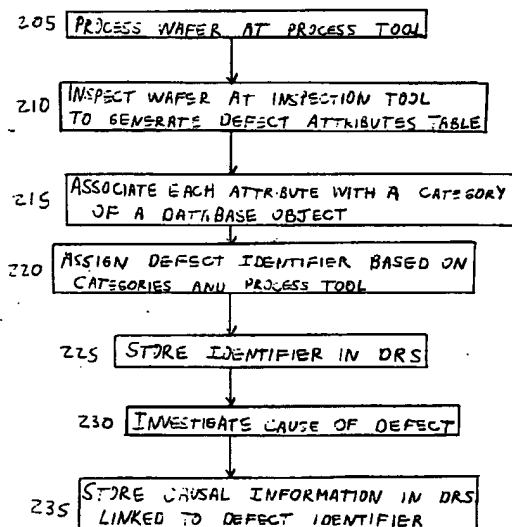 205 PROCESS WAFER AT PROCESS TOOL
210 INSPECT WAFER AT INSPECTION TOOL
TO GENERATE DEFECT ATTRIBUTES TABLE
215 ASSOCIATE EACH ATTRIBUTE WITH A CATEGORY
OF A DATABASE OBJECT
220 ASSIGN DEFECT IDENTIFIER BASED ON
CATEGORIES AND PROCESS TOOL
225 STORE IDENTIFIER IN DRS
230 INVESTIGATE CAUSE OF DEFECT
235 STORE CAUSAL INFORMATION IN DRS
LINKED TO DEFECT IDENTIFIER